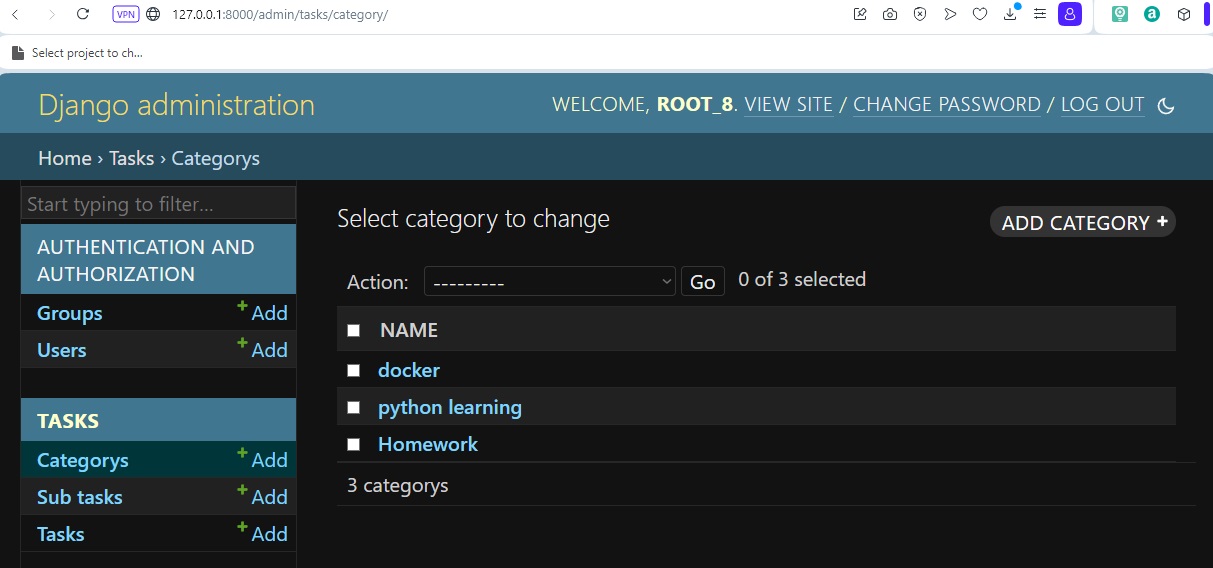 VPN 127.0.0.1:8000/admin/tasks/category/
Select project to ch...
Django administration
WELCOME, ROOT_8. VIEW SITE / CHANGE PASSWORD / LOG OUT
Home › Tasks › Categorys
Start typing to filter...
AUTHENTICATION AND
AUTHORIZATION
Groups + Add
Users + Add
TASKS
Categorys + Add
Sub tasks + Add
Tasks + Add
Select category to change
ADD CATEGORY +
Action: --------- Go 0 of 3 selected
NAME
docker
python learning
Homework
3 categorys